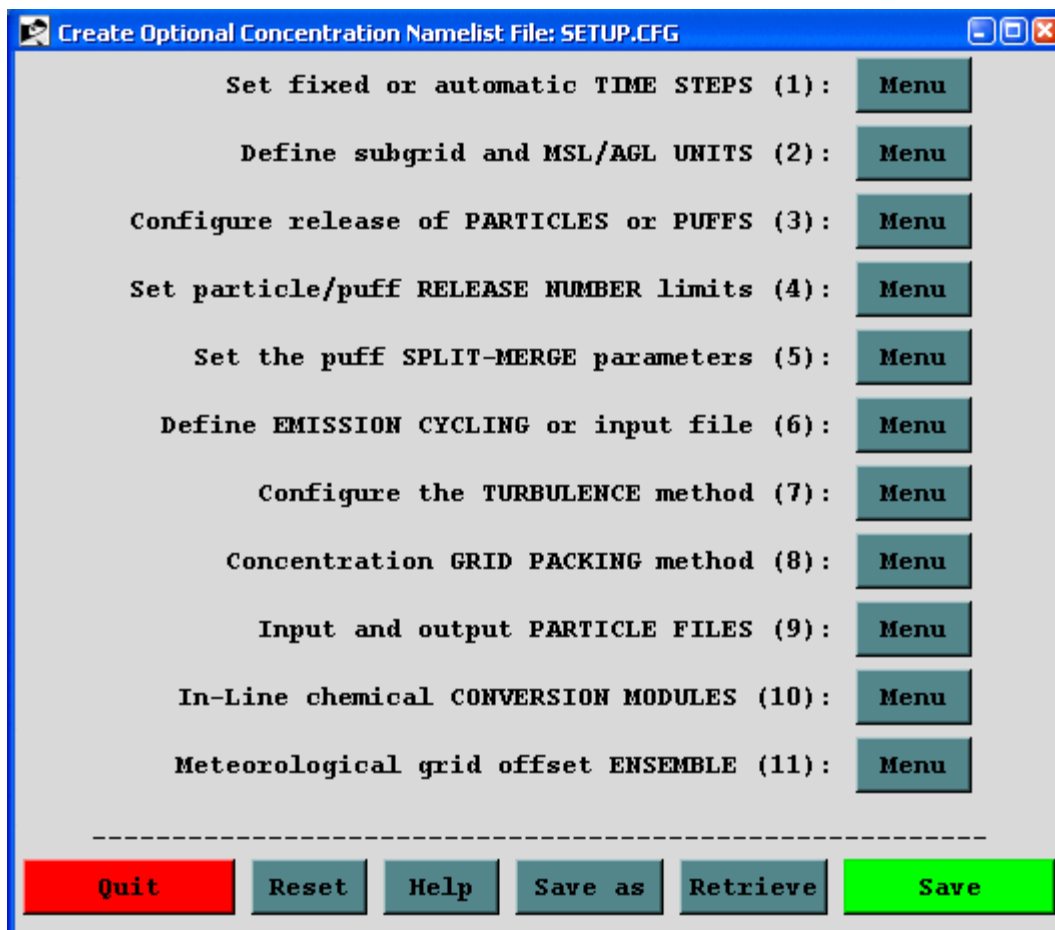 Create Optional Concentration Namelist File: SETUP.CFG
Set fixed or automatic TIME STEPS (1): Menu
Define subgrid and MSL/AGL UNITS (2): Menu
Configure release of PARTICLES or PUFFS (3): Menu
Set particle/puff RELEASE NUMBER limits (4): Menu
Set the puff SPLIT-MERGE parameters (5): Menu
Define EMISSION CYCLING or input file (6): Menu
Configure the TURBULENCE method (7): Menu
Concentration GRID PACKING method (8): Menu
Input and output PARTICLE FILES (9): Menu
In-Line chemical CONVERSION MODULES (10): Menu
Meteorological grid offset ENSEMBLE (11): Menu
Quit Reset Help Save as Retrieve Save